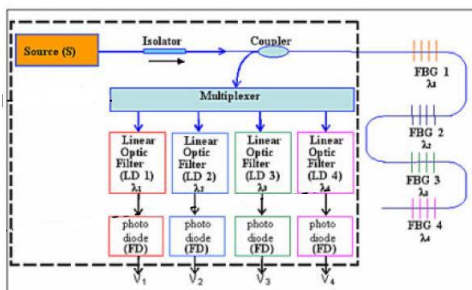 Source (S)
Isolator
Coupler
FBG 1
λ₁
Multiplexer
FBG 2
λ₂
Linear
Optic
Filter
(LD 1)
λ₁
Linear
Optic
Filter
(LD 2)
λ₂
Linear
Optic
Filter
(LD 3)
λ₃
Linear
Optic
Filter
(LD 4)
λ₄
FBG 3
λ₃
FBG 4
λ₄
photo
diode
(FD)
photo
diode
(FD)
photo
diode
(FD)
photo
diode
(FD)
V₁
V₂
V₃
V₄